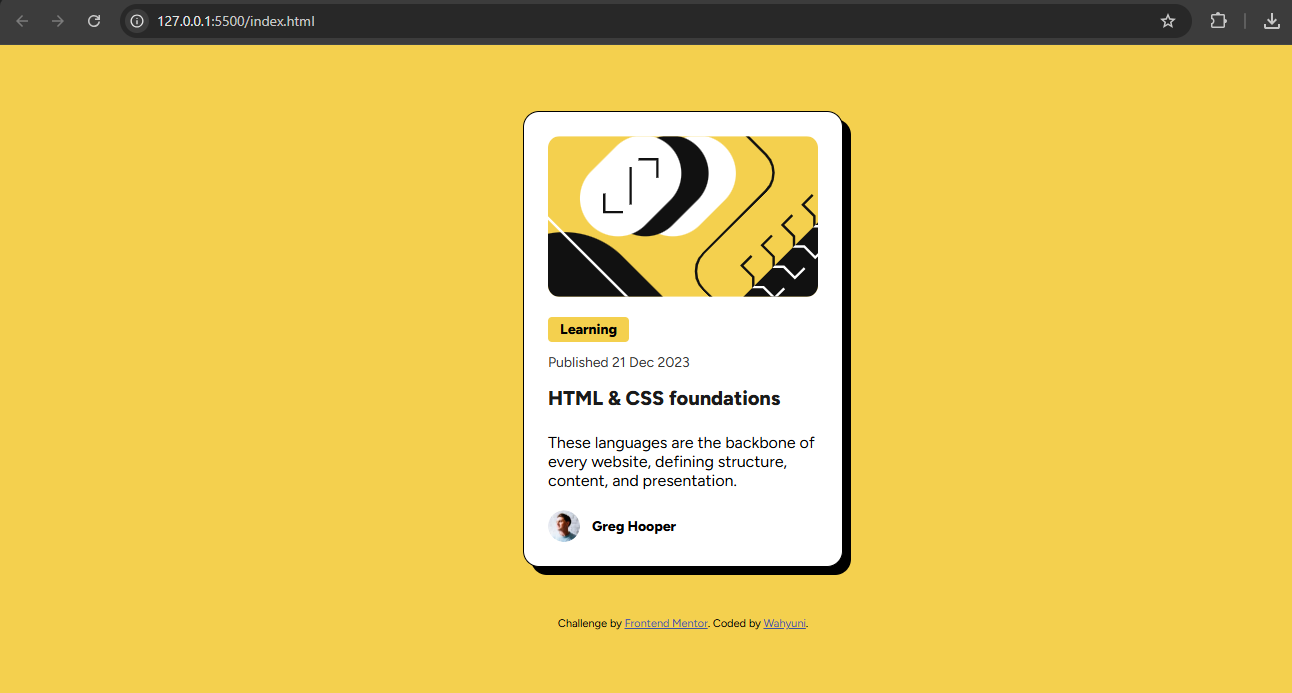 127.0.0.1:5500/index.html
Learning
Published 21 Dec 2023
HTML & CSS foundations
These languages are the backbone of
every website, defining structure,
content, and presentation.
Greg Hooper
Challenge by Frontend Mentor. Coded by Wahyuni.